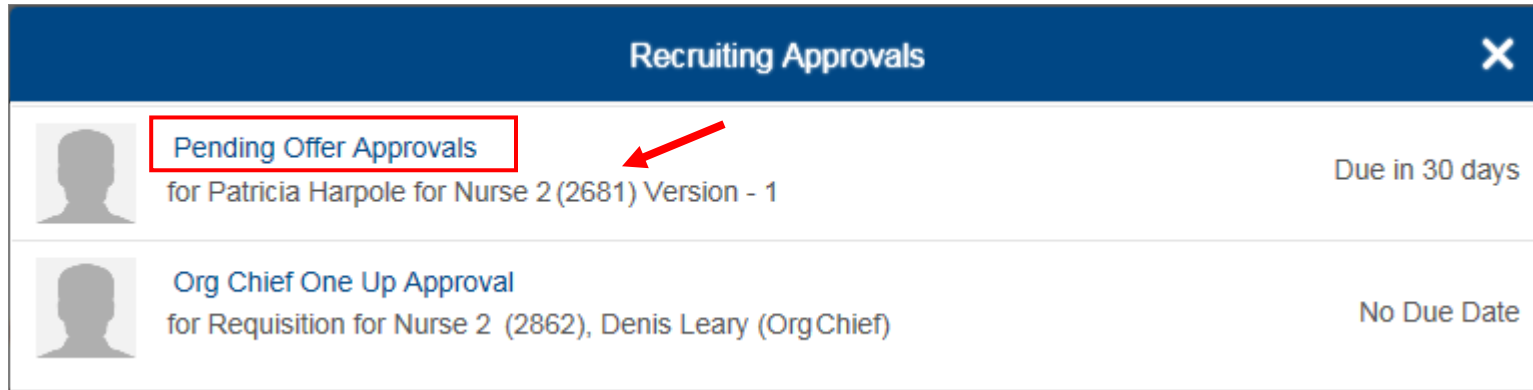 Recruiting Approvals
Pending Offer Approvals
for Patricia Harpole for Nurse 2 (2681) Version - 1
Due in 30 days
Org Chief One Up Approval
for Requisition for Nurse 2 (2862), Denis Leary (Org Chief)
No Due Date